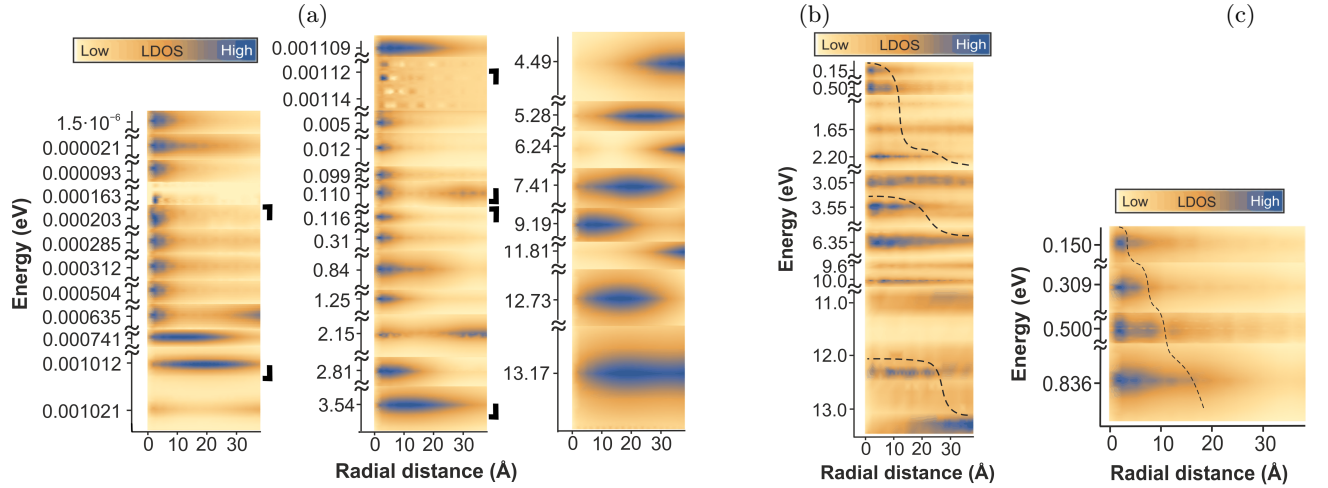 (a)
(b)
(c)
Low LDOS High
Energy (eV)
1.5·10⁻⁶
0.000021
0.000093
0.000163
0.000203
0.000285
0.000312
0.000504
0.000635
0.000741
0.001012
0.001021
0 10 20 30
0.001109
0.00112
0.00114
0.005
0.012
0.099
0.110
0.116
0.31
0.84
1.25
2.15
2.81
3.54
0 10 20 30
4.49
5.28
6.24
7.41
9.19
11.81
12.73
13.17
0 10 20 30
Radial distance (Å)
Low LDOS High
Energy (eV)
0.15
0.50
1.65
2.20
3.05
3.55
6.35
9.6
10.0
11.0
12.0
13.0
0 10 20 30
Radial distance (Å)
Low LDOS High
Energy (eV)
0.150
0.309
0.500
0.836
0 10 20 30
Radial distance (Å)